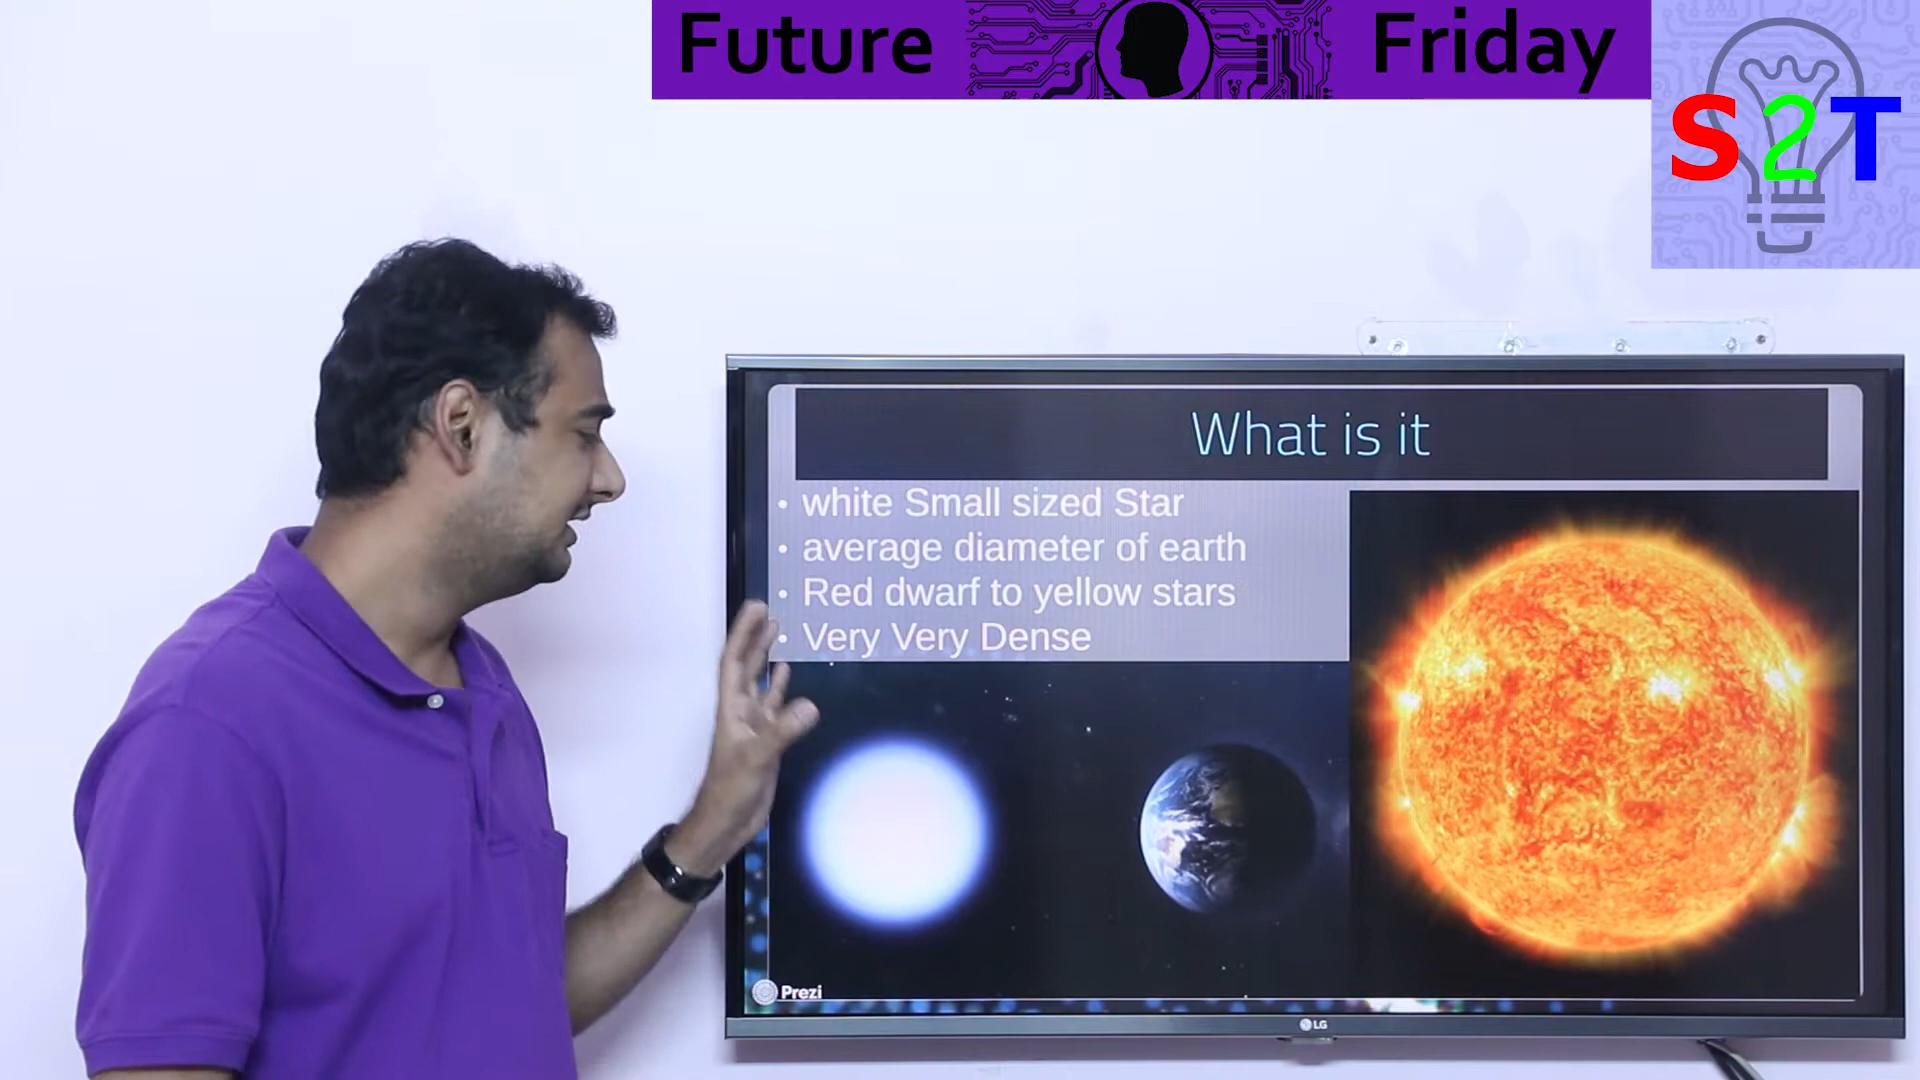 Future Friday
S2T
What is it
• white Small sized Star
• average diameter of earth
• Red dwarf to yellow stars
• Very Very Dense
Prezi
LG